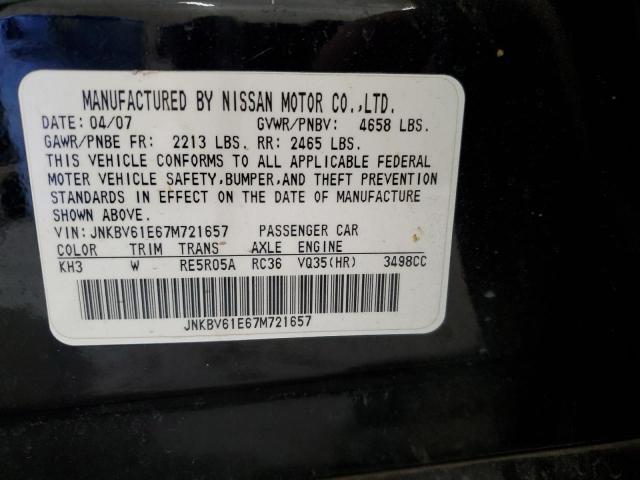 MANUFACTURED BY NISSAN MOTOR CO.,LTD.
DATE: 04/07 GVWR/PNBV: 4658 LBS.
GAWR/PNBE FR: 2213 LBS. RR: 2465 LBS.
THIS VEHICLE CONFORMS TO ALL APPLICABLE FEDERAL
MOTER VEHICLE SAFETY,BUMPER,AND THEFT PREVENTION
STANDARDS IN EFFECT ON THE DATE OF MANUFACTURE
SHOWN ABOVE.
VIN: JNKBV61E67M721657 PASSENGER CAR
COLOR TRIM TRANS AXLE ENGINE
KH3 W RE5R05A RC36 VQ35(HR) 3498CC
JNKBV61E67M721657